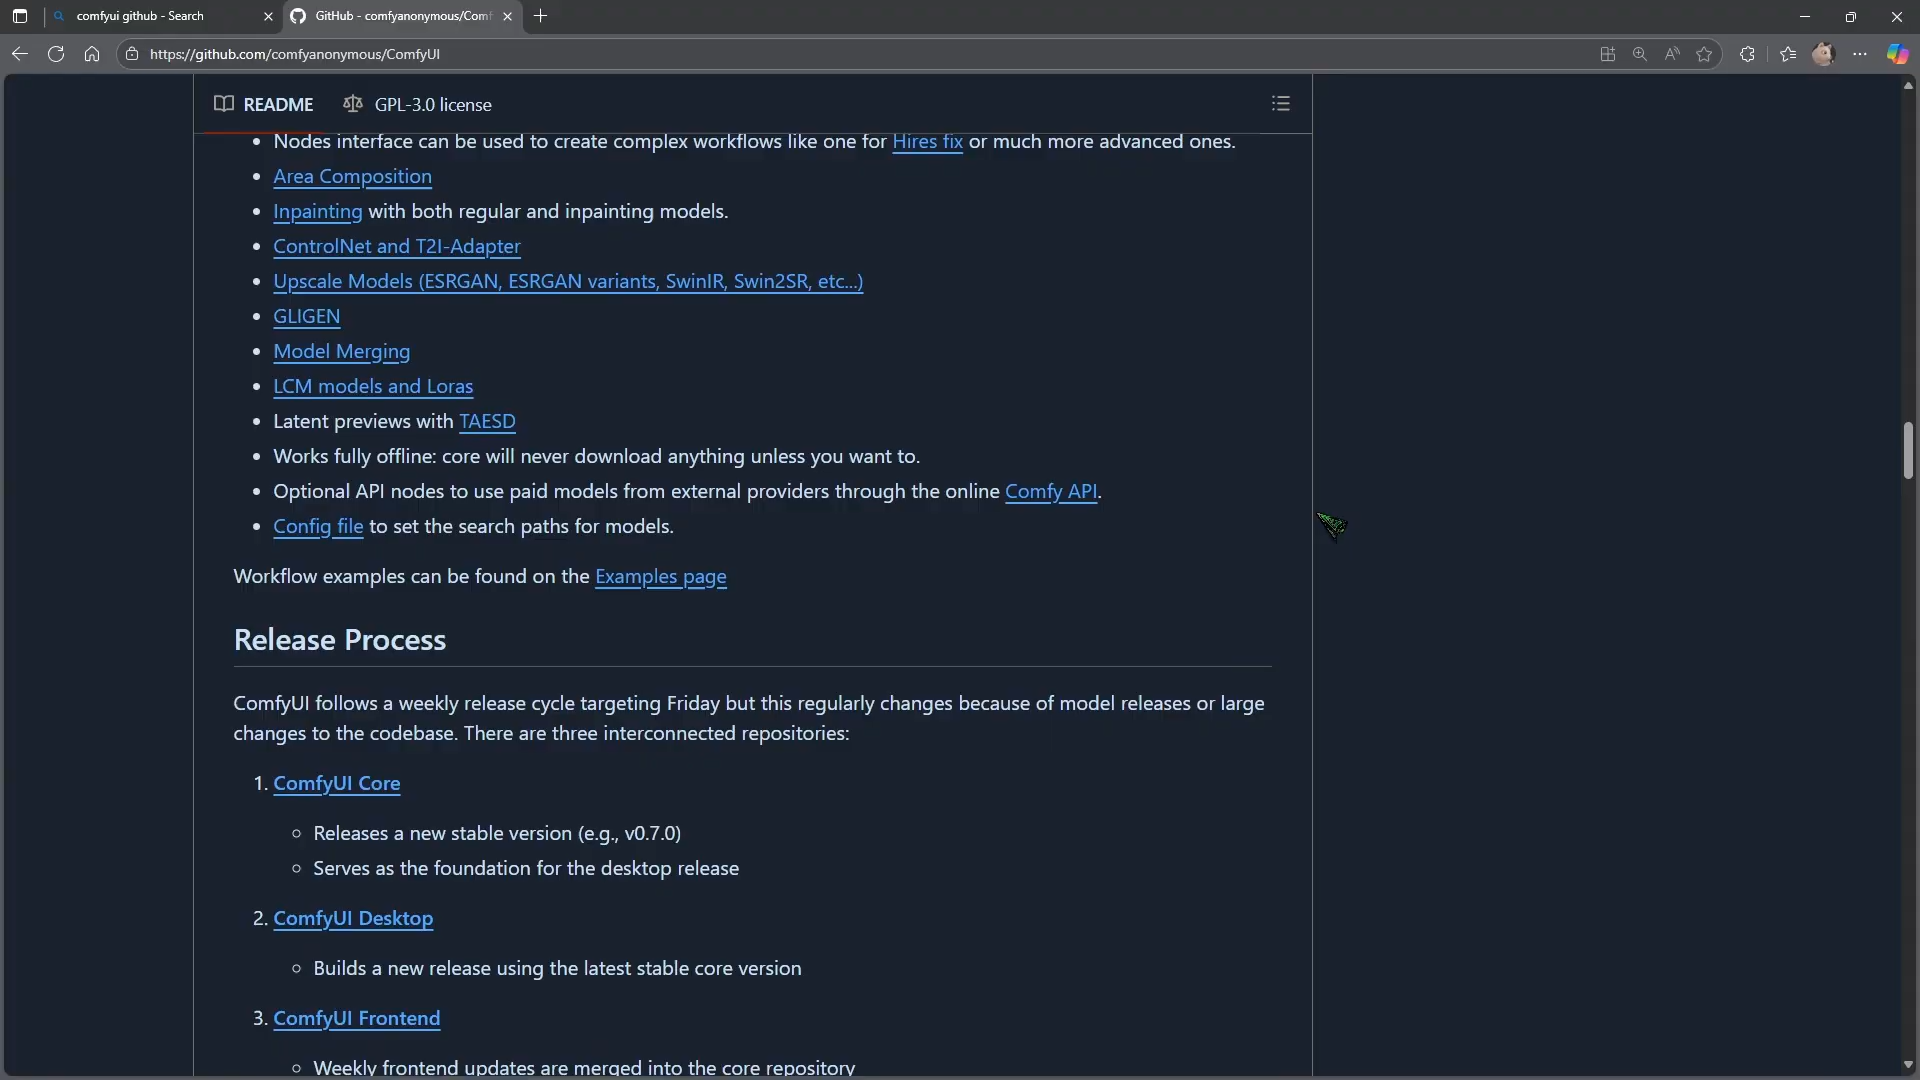 comfyui github - Search
GitHub - comfyanonymous/Comf
https://github.com/comfyanonymous/ComfyUI
README
GPL-3.0 license
• Nodes interface can be used to create complex workflows like one for Hires fix or much more advanced ones.
• Area Composition
• Inpainting with both regular and inpainting models.
• ControlNet and T2I-Adapter
• Upscale Models (ESRGAN, ESRGAN variants, SwinIR, Swin2SR, etc...)
• GLIGEN
• Model Merging
• LCM models and Loras
• Latent previews with TAESD
• Works fully offline: core will never download anything unless you want to.
• Optional API nodes to use paid models from external providers through the online Comfy API.
• Config file to set the search paths for models.
Workflow examples can be found on the Examples page
Release Process
ComfyUI follows a weekly release cycle targeting Friday but this regularly changes because of model releases or large
changes to the codebase. There are three interconnected repositories:
1. ComfyUI Core
○ Releases a new stable version (e.g., v0.7.0)
○ Serves as the foundation for the desktop release
2. ComfyUI Desktop
○ Builds a new release using the latest stable core version
3. ComfyUI Frontend
○ Weekly frontend updates are merged into the core repository